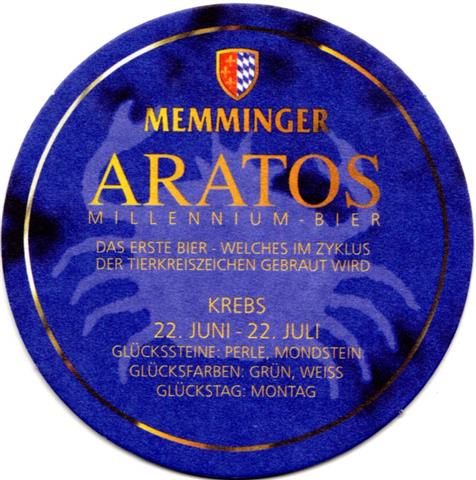 MEMMINGER
ARATOS
MILLENNIUM-BIER
DAS ERSTE BIER - WELCHES IM ZYKLUS
DER TIERKREISZEICHEN GEBRAUT WIRD
KREBS
22. JUNI - 22. JULI
GLÜCKSSTEINE: PERLE, MONDSTEIN
GLÜCKSFARBEN: GRÜN, WEISS
GLÜCKSTAG: MONTAG